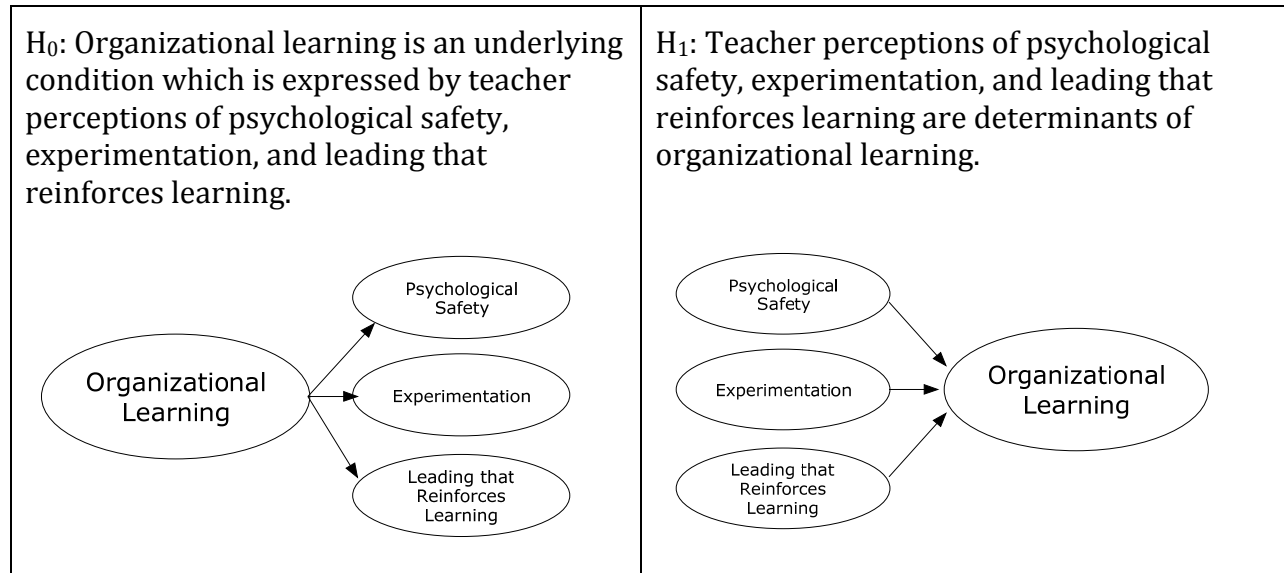 H₀: Organizational learning is an underlying
condition which is expressed by teacher
perceptions of psychological safety,
experimentation, and leading that
reinforces learning.
Psychological
Safety
Organizational
Learning
Experimentation
Leading that
Reinforces
Learning
H₁: Teacher perceptions of psychological
safety, experimentation, and leading that
reinforces learning are determinants of
organizational learning.
Psychological
Safety
Experimentation
Organizational
Learning
Leading that
Reinforces
Learning